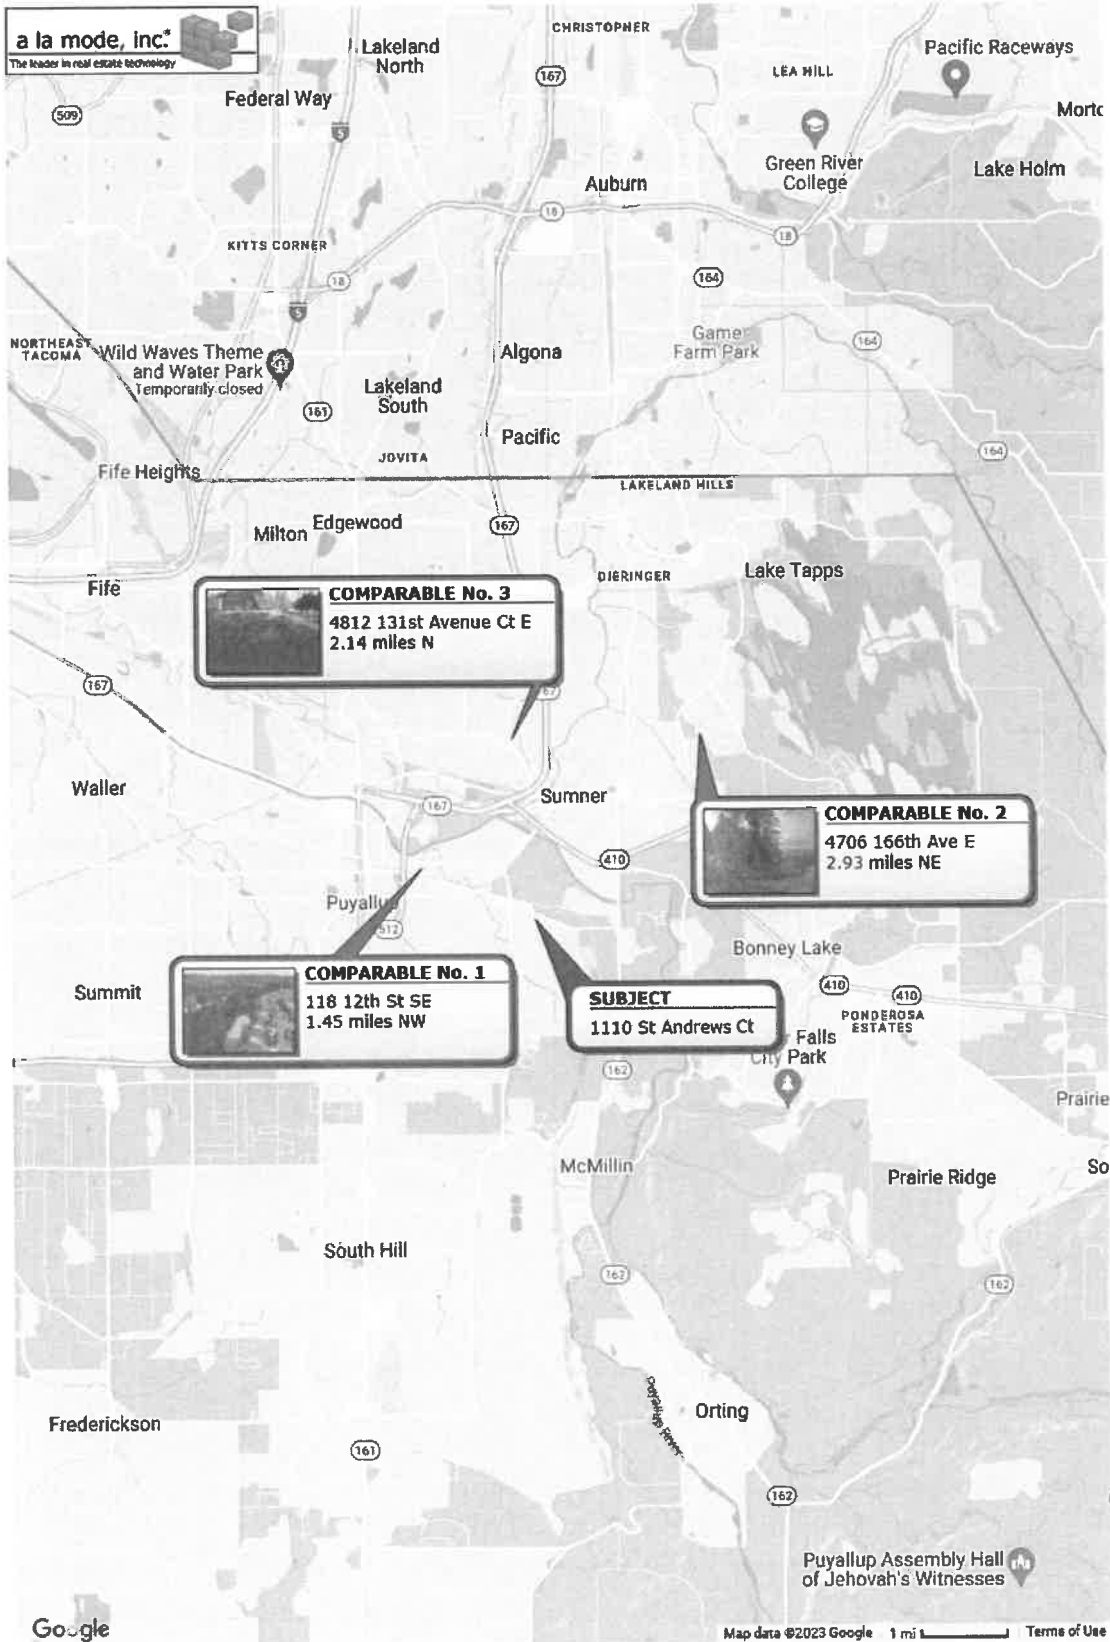 a la mode, inc.
The leader in real estate technology
CHRISTOPHER
Lakeland
North
167
LEA HILL
Pacific Raceways
509
Federal Way
5
Morto
Green River
College
Lake Holm
Auburn
18
18
KITTS CORNER
18
164
5
NORTHEAST
TACOMA
Wild Waves Theme
and Water Park
Temporarily closed
Algona
Game
Farm Park
164
Lakeland
South
161
Pacific
JOVITA
164
Fife Heights
LAKELAND HILLS
Milton
Edgewood
167
DIERINGER
Lake Tapps
Fife
COMPARABLE No. 3
4812 131st Avenue Ct E
2.14 miles N
167
67
Waller
167
Sumner
COMPARABLE No. 2
4706 166th Ave E
2.93 miles NE
410
Puyallup
512
Bonney Lake
COMPARABLE No. 1
118 12th St SE
1.45 miles NW
Summit
SUBJECT
1110 St Andrews Ct
410
410
PONDEROSA
ESTATES
Falls
City Park
162
Prairie
McMillin
Prairie Ridge
So
South Hill
162
162
Puyallup River
Orting
Frederickson
161
162
Puyallup Assembly Hall
of Jehovah's Witnesses
Google
Map data ©2023 Google
1 mi
Terms of Use